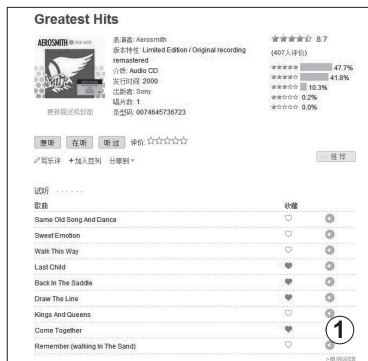 Greatest Hits
AEROSMITH
表演者: Aerosmith
版本特性: Limited Edition / Original recording
remastered
介质: Audio CD
发行时间: 2000
出版者: Sony
唱片数: 1
条型码: 0074645736723
更新描述或封面
8.7
(407人评价)
47.7%
41.8%
10.3%
0.2%
0.0%
想听 在听 听过 评价:
写乐评 +加入豆列 分享到
推荐
试听 · · · · · ·
歌曲 收藏
Same Old Song And Dance
Sweet Emotion
Walk This Way
Last Child
Back In The Saddle
Draw The Line
Kings And Queens
Come Together
Remember (walking In The Sand)
1